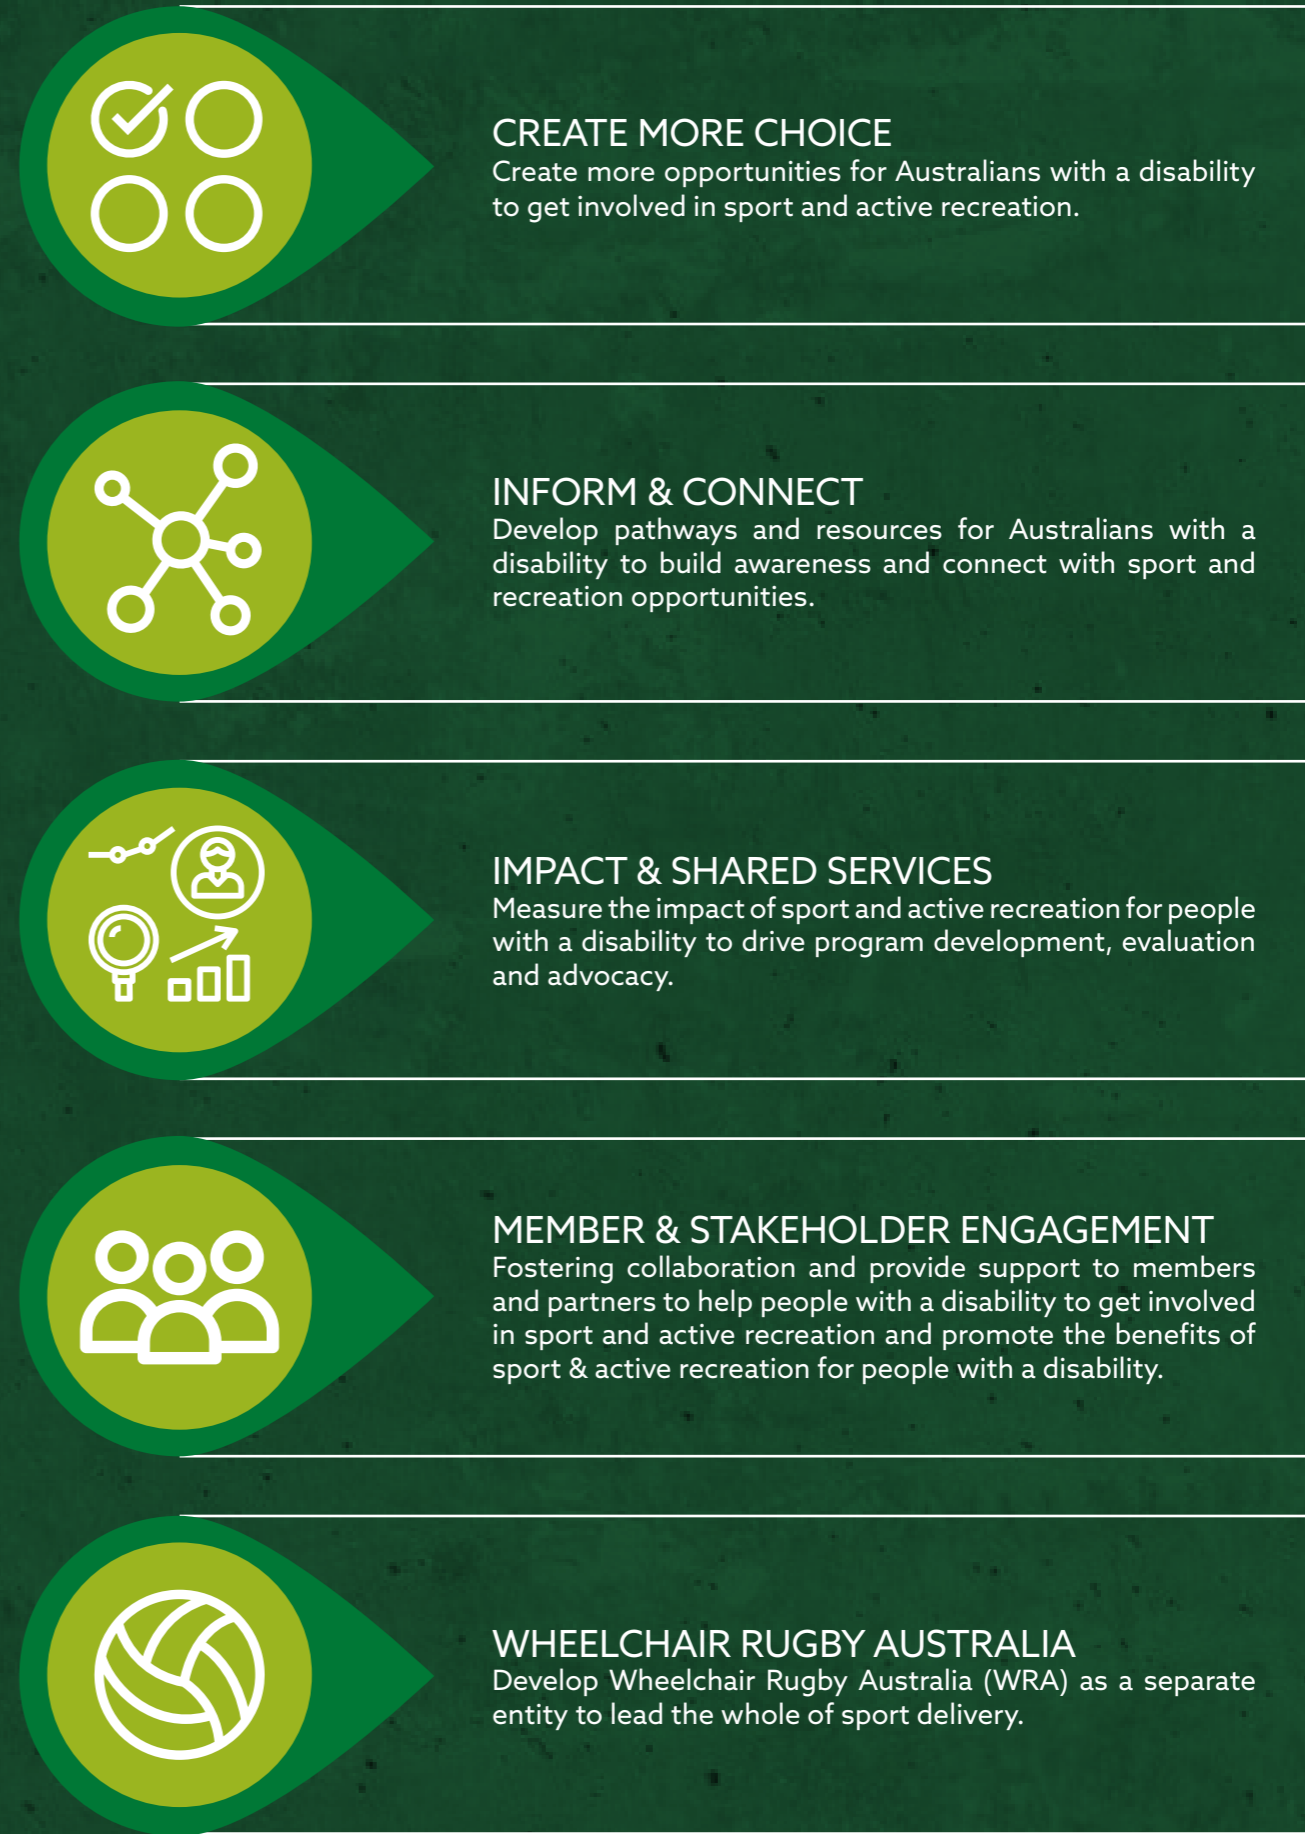 CREATE MORE CHOICE
Create more opportunities for Australians with a disability
to get involved in sport and active recreation.
INFORM & CONNECT
Develop pathways and resources for Australians with a
disability to build awareness and connect with sport and
recreation opportunities.
IMPACT & SHARED SERVICES
Measure the impact of sport and active recreation for people
with a disability to drive program development, evaluation
and advocacy.
MEMBER & STAKEHOLDER ENGAGEMENT
Fostering collaboration and provide support to members
and partners to help people with a disability to get involved
in sport and active recreation and promote the benefits of
sport & active recreation for people with a disability.
WHEELCHAIR RUGBY AUSTRALIA
Develop Wheelchair Rugby Australia (WRA) as a separate
entity to lead the whole of sport delivery.